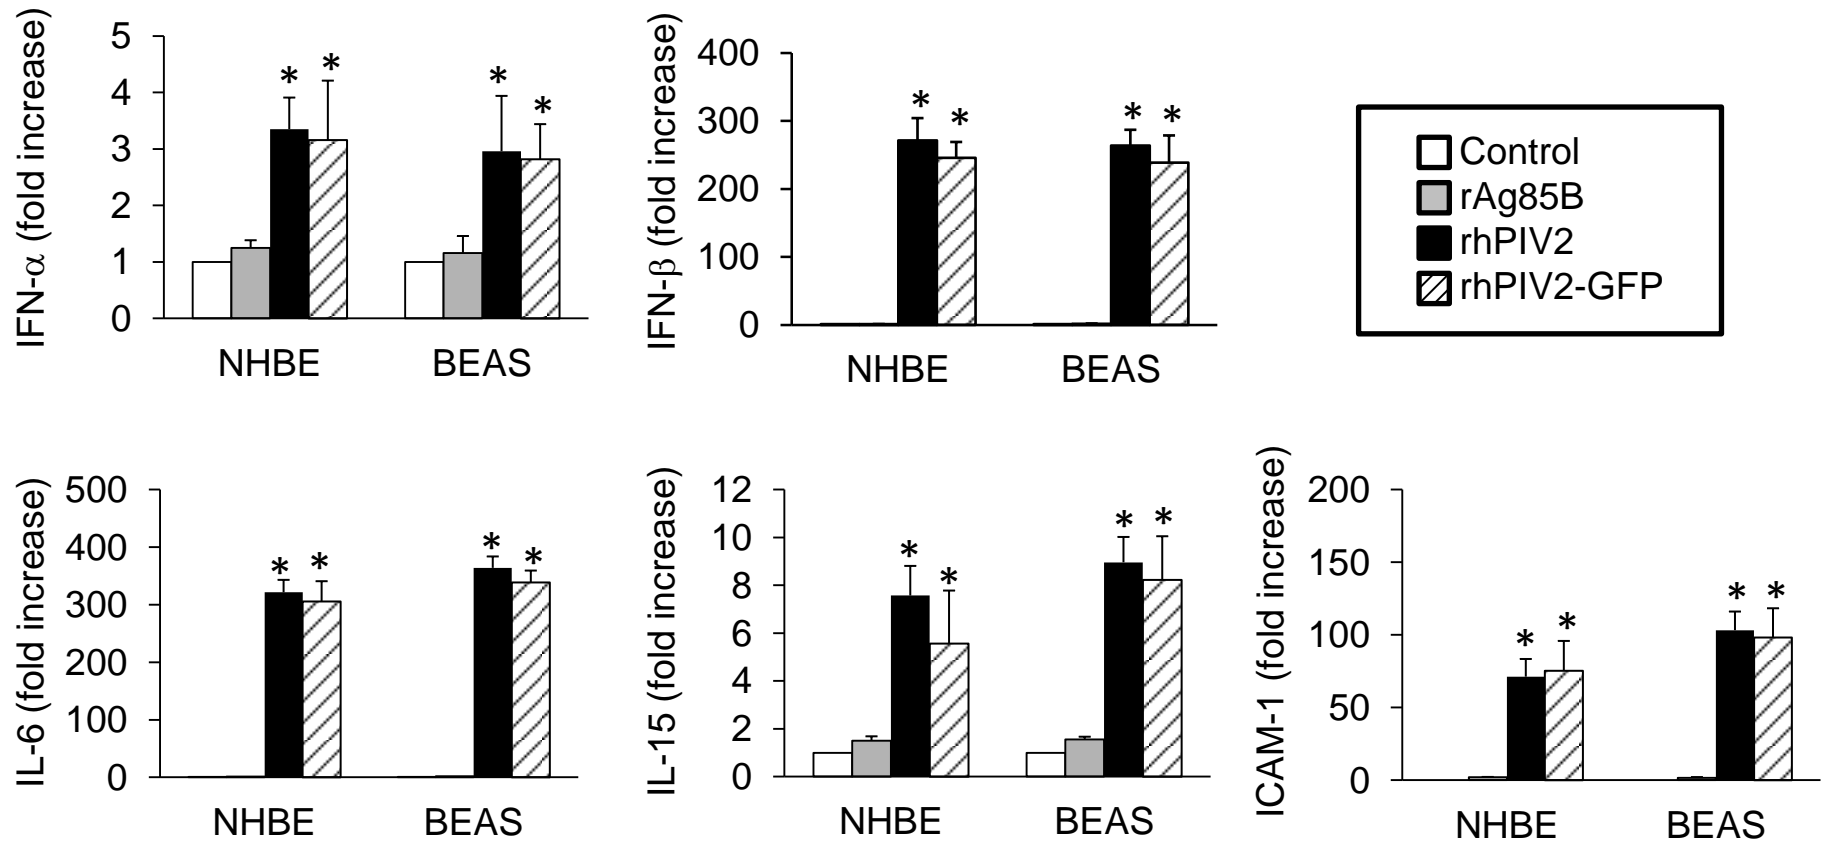 IFN-α (fold increase)
5
4
3
2
1
0
* * * *
NHBE BEAS
IFN-β (fold increase)
400
300
200
100
0
* * * *
NHBE BEAS
Control
rAg85B
rhPIV2
rhPIV2-GFP
IL-6 (fold increase)
500
400
300
200
100
0
* * * *
NHBE BEAS
IL-15 (fold increase)
12
10
8
6
4
2
0
* * * *
NHBE BEAS
ICAM-1 (fold increase)
200
150
100
50
0
* * * *
NHBE BEAS